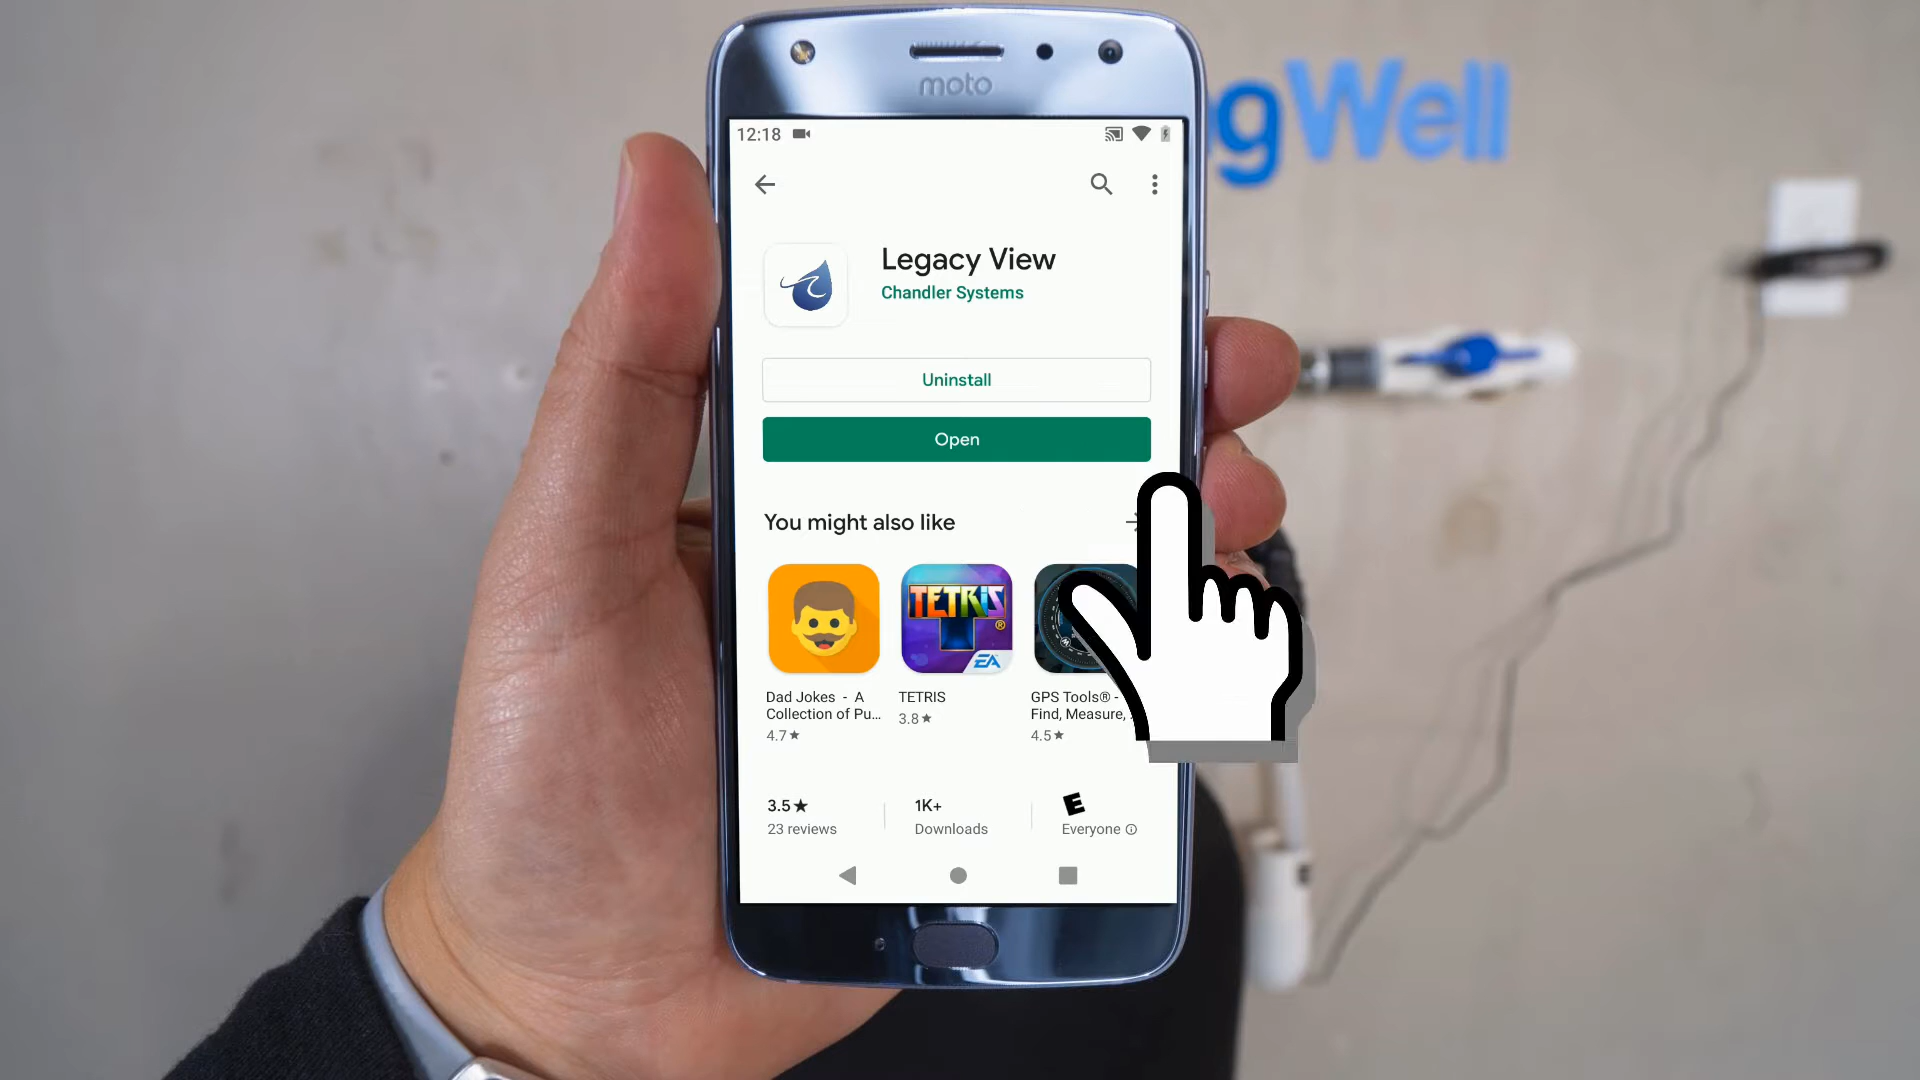 gWell
moto
12:18
Legacy View
Chandler Systems
Uninstall
Open
You might also like
TETRIS
®
EA
Dad Jokes - A
Collection of Pu...
4.7★
TETRIS
3.8★
GPS Tools® -
Find, Measure,
4.5★
3.5★
23 reviews
1K+
Downloads
E
Everyone